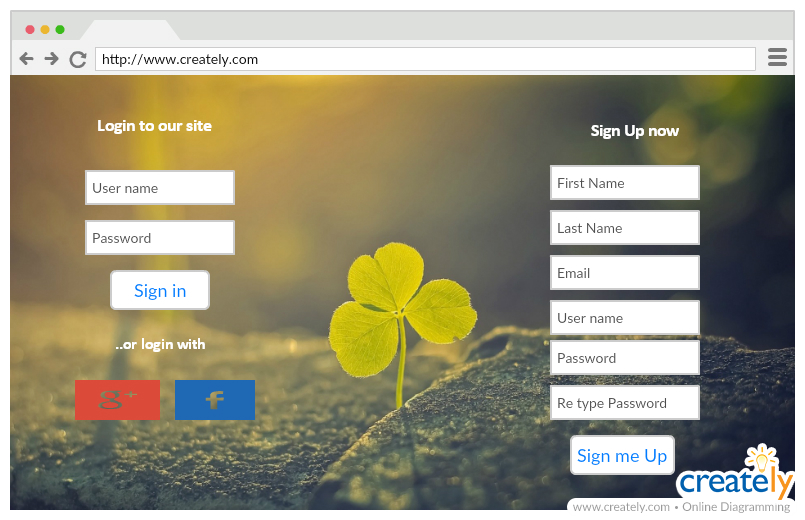 http://www.creately.com
Login to our site
User name
Password
Sign in
..or login with
g+
f
Sign Up now
First Name
Last Name
Email
User name
Password
Re type Password
Sign me Up
creately
www.creately.com • Online Diagramming